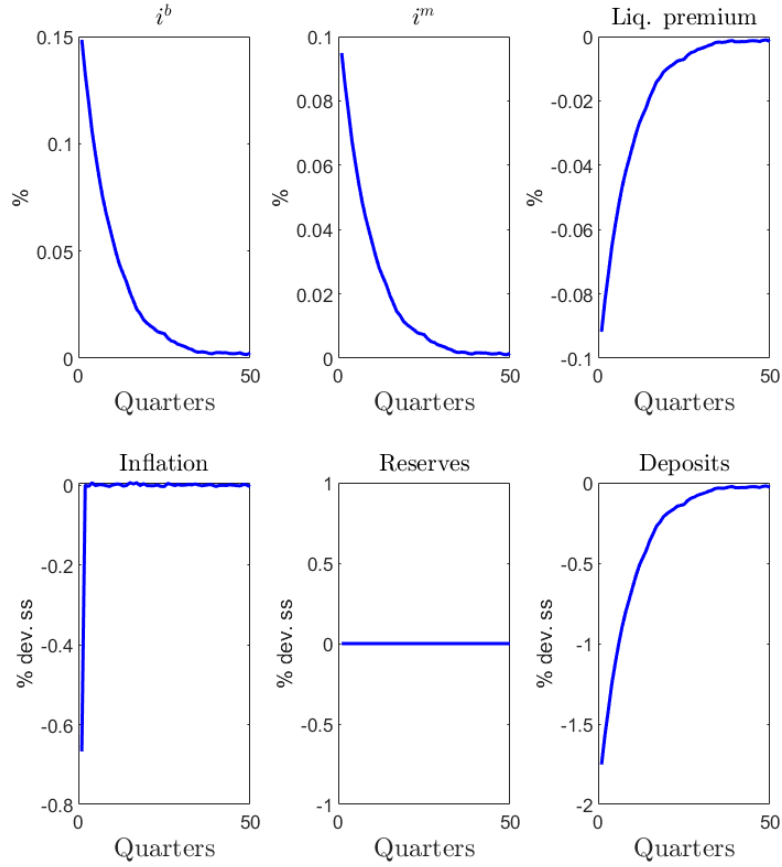 i^b
0.15
0.1
0.05
0
%
0 50
Quarters
i^m
0.1
0.08
0.06
0.04
0.02
0
%
0 50
Quarters
Liq. premium
0
-0.02
-0.04
-0.06
-0.08
-0.1
%
0 50
Quarters
Inflation
0
-0.2
-0.4
-0.6
-0.8
% dev. ss
0 50
Quarters
Reserves
1
0.5
0
-0.5
-1
% dev. ss
0 50
Quarters
Deposits
0
-0.5
-1
-1.5
-2
% dev. ss
0 50
Quarters